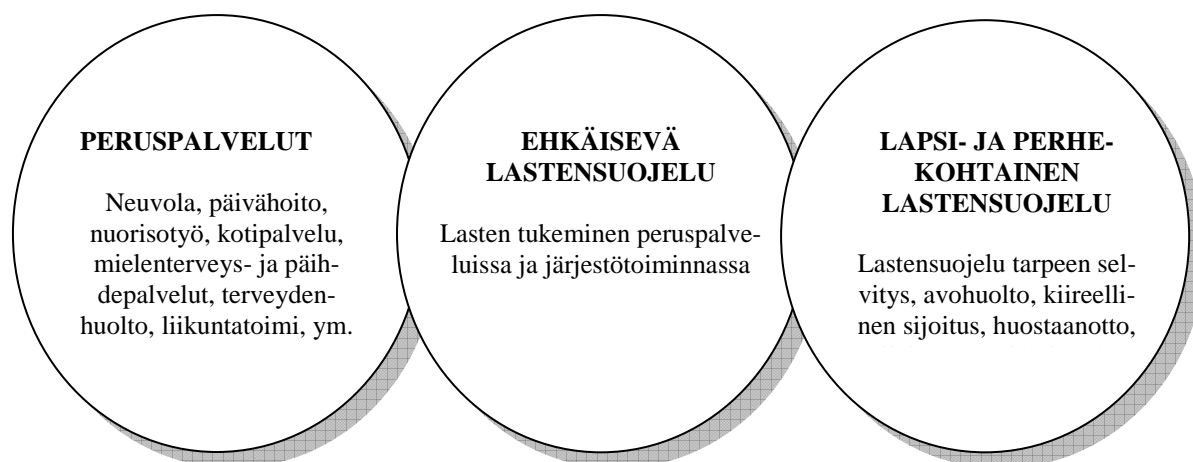 PERUSPALVELUT
Neuvola, päivähoito,
nuorisotyö, kotipalvelu,
mielenterveys- ja päih-
depalvelut, terveyden-
huolto, liikuntatoimi, ym.
EHKÄISEVÄ
LASTENSUOJELU
Lasten tukeminen peruspalve-
luissa ja järjestötoiminnassa
LAPSI- JA PERHE-
KOHTAINEN
LASTENSUOJELU
Lastensuojelu tarpeen sel-
vitys, avohuolto, kiireelli-
nen sijoitus, huostaanotto,